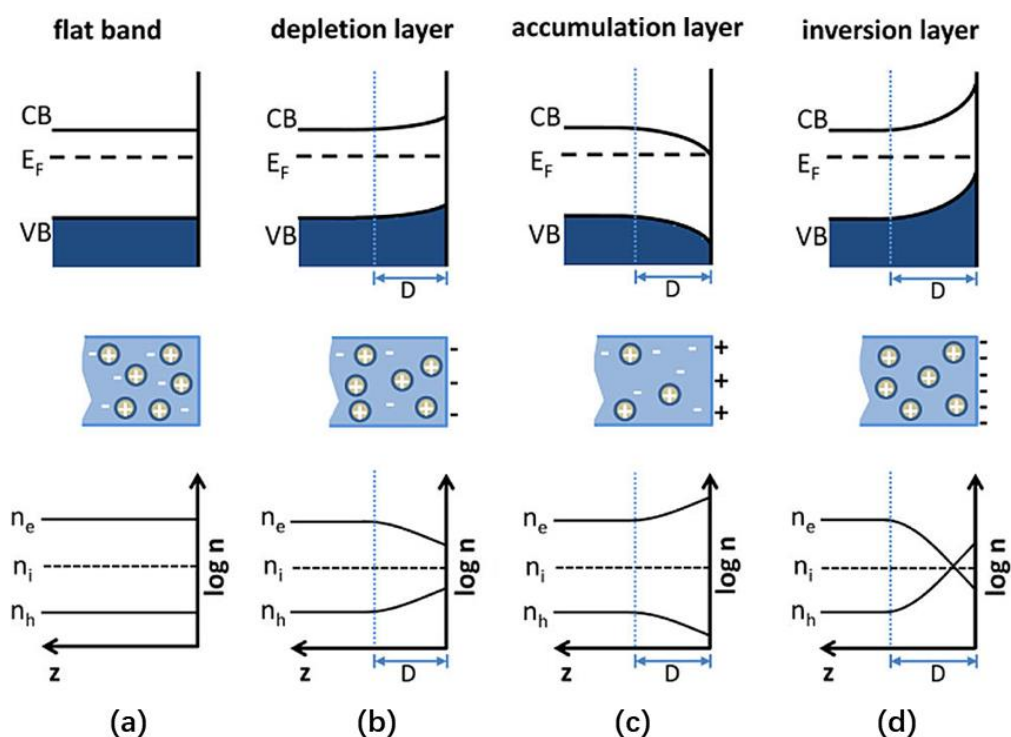 flat band
depletion layer
accumulation layer
inversion layer
CB
E_F
VB
CB
E_F
VB
D
CB
E_F
VB
D
CB
E_F
VB
D
n_e
n_i
n_h
log n
z
n_e
n_i
n_h
log n
z
D
n_e
n_i
n_h
log n
z
D
n_e
n_i
n_h
log n
z
D
(a)
(b)
(c)
(d)